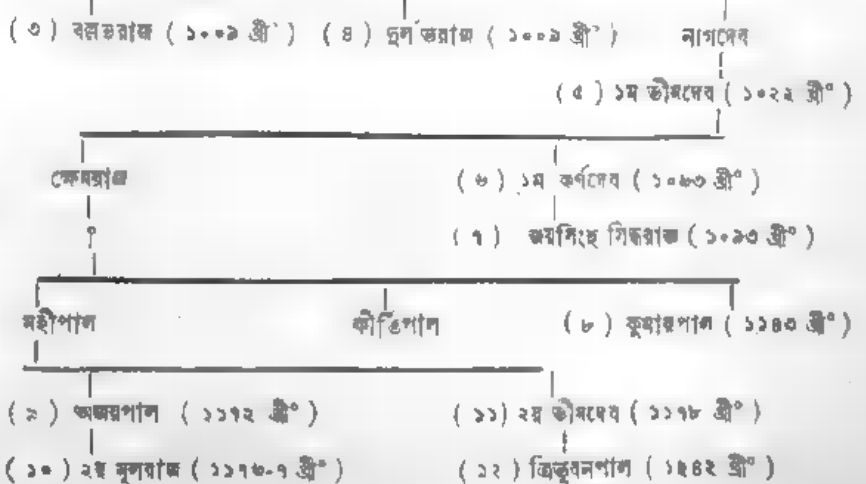 ( ৩ ) বল্লভরাজ ( ১০০৯ খ্রী° ) ( ৪ ) দুর্লভরাজ ( ১০০৯ খ্রী° ) নাগদেব
( ৫ ) ১ম ভীমদেব ( ১০২২ খ্রী° )
ক্ষেমরাজ ( ৬ ) ১ম কর্ণদেব ( ১০৬৩ খ্রী° )
? ( ৭ ) জয়সিংহ সিদ্ধরাজ ( ১০৯৩ খ্রী° )
মহীপাল কীর্তিপাল ( ৮ ) কুমারপাল ( ১১৪৩ খ্রী° )
( ৯ ) অজয়পাল ( ১১৭২ খ্রী° ) ( ১১ ) ২য় ভীমদেব ( ১১৭৮ খ্রী° )
( ১০ ) ২য় মূলরাজ ( ১১৭৬-৭ খ্রী° ) ( ১২ ) ত্রিভুবনপাল ( ১২৪২ খ্রী° )